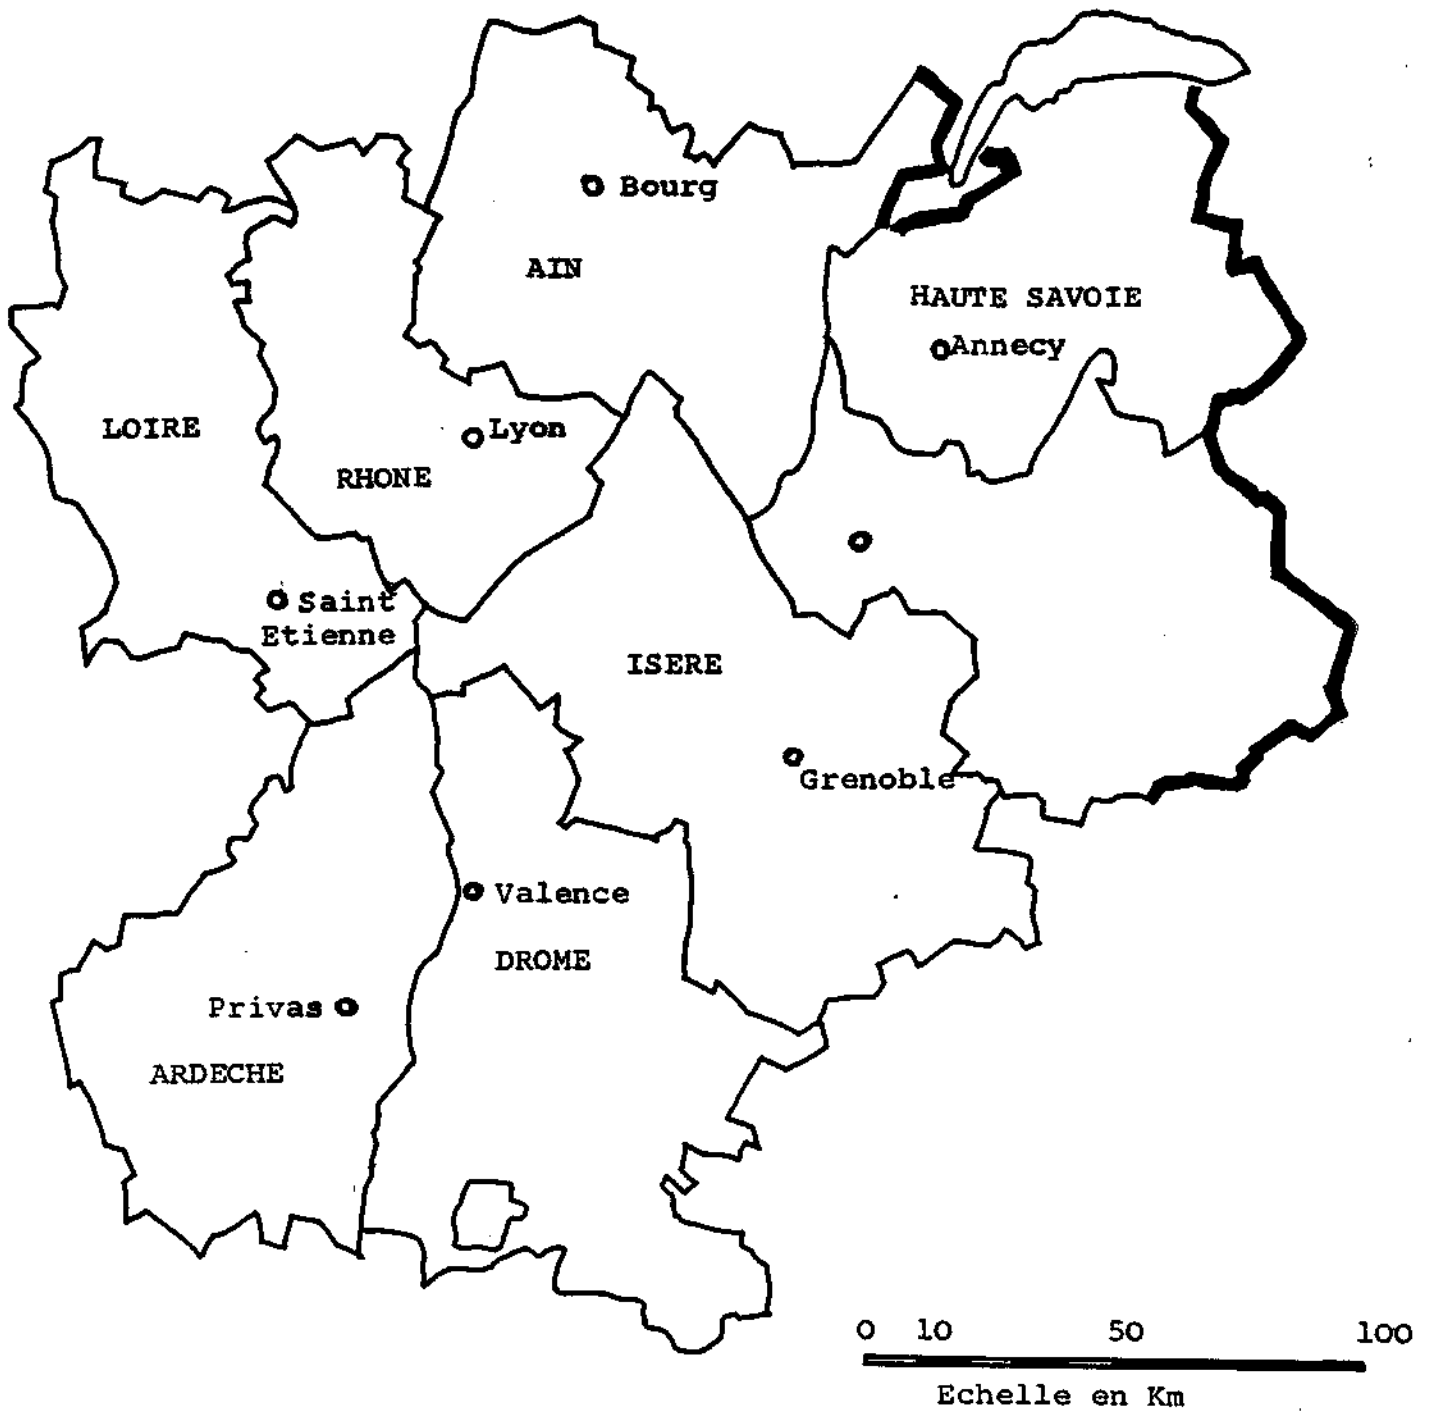 Bourg
AIN
HAUTE SAVOIE
Annecy
LOIRE
Lyon
RHONE
Saint
Etienne
ISERE
Grenoble
Valence
DROME
Privas
ARDECHE
0 10 50 100
Echelle en Km